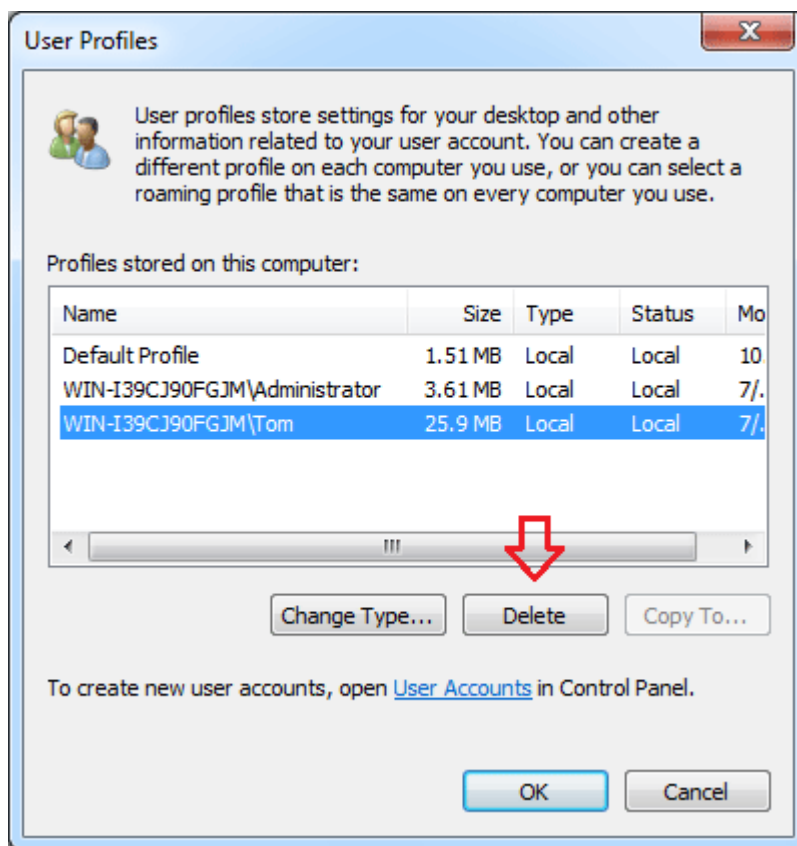 User Profiles
User profiles store settings for your desktop and other
information related to your user account. You can create a
different profile on each computer you use, or you can select a
roaming profile that is the same on every computer you use.
Profiles stored on this computer:
Name Size Type Status Mo
Default Profile 1.51 MB Local Local 10
WIN-I39CJ90FGJM\Administrator 3.61 MB Local Local 7/.
WIN-I39CJ90FGJM\Tom 25.9 MB Local Local 7/.
Change Type... Delete Copy To...
To create new user accounts, open User Accounts in Control Panel.
OK Cancel